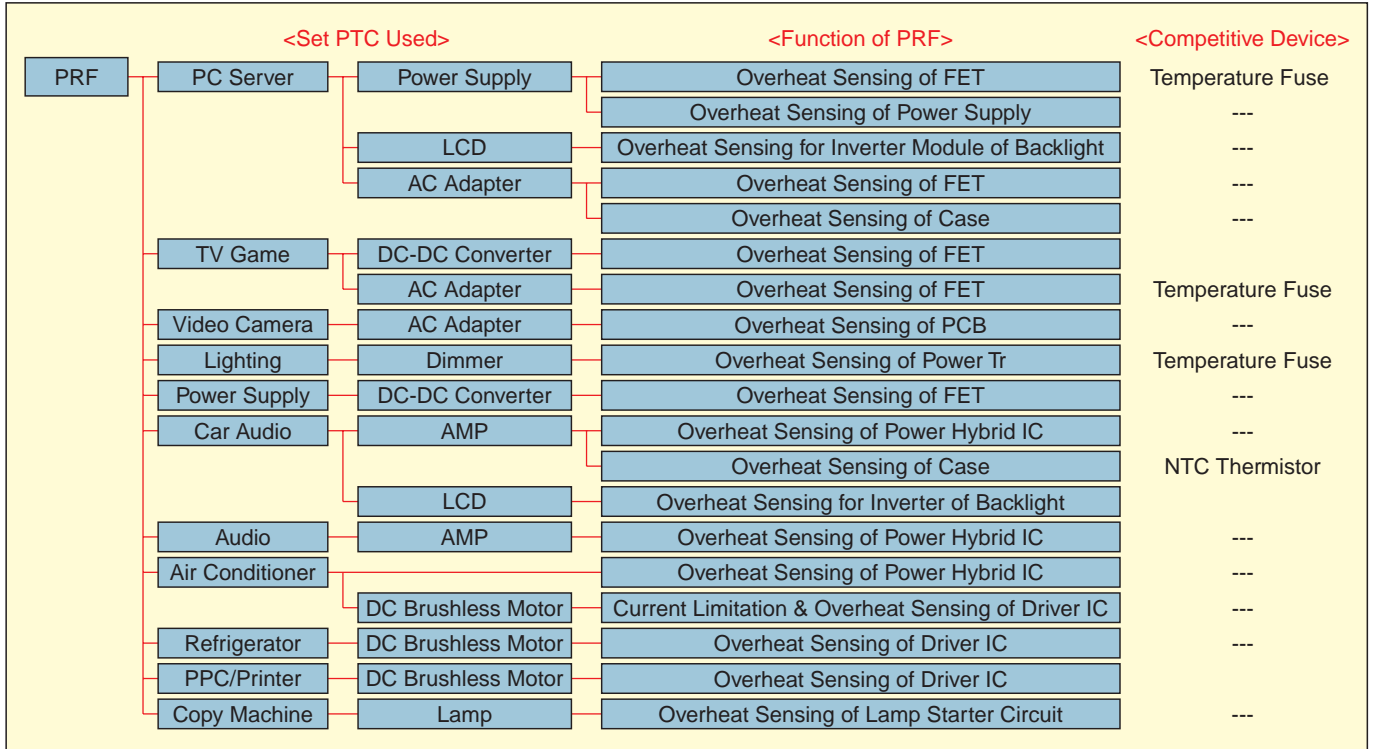 <Set PTC Used> <Function of PRF> <Competitive Device>
PRF PC Server Power Supply Overheat Sensing of FET Temperature Fuse
Overheat Sensing of Power Supply ---
LCD Overheat Sensing for Inverter Module of Backlight ---
AC Adapter Overheat Sensing of FET ---
Overheat Sensing of Case ---
TV Game DC-DC Converter Overheat Sensing of FET
AC Adapter Overheat Sensing of FET Temperature Fuse
Video Camera AC Adapter Overheat Sensing of PCB ---
Lighting Dimmer Overheat Sensing of Power Tr Temperature Fuse
Power Supply DC-DC Converter Overheat Sensing of FET ---
Car Audio AMP Overheat Sensing of Power Hybrid IC ---
Overheat Sensing of Case NTC Thermistor
LCD Overheat Sensing for Inverter of Backlight
Audio AMP Overheat Sensing of Power Hybrid IC ---
Air Conditioner Overheat Sensing of Power Hybrid IC ---
DC Brushless Motor Current Limitation & Overheat Sensing of Driver IC ---
Refrigerator DC Brushless Motor Overheat Sensing of Driver IC ---
PPC/Printer DC Brushless Motor Overheat Sensing of Driver IC
Copy Machine Lamp Overheat Sensing of Lamp Starter Circuit ---